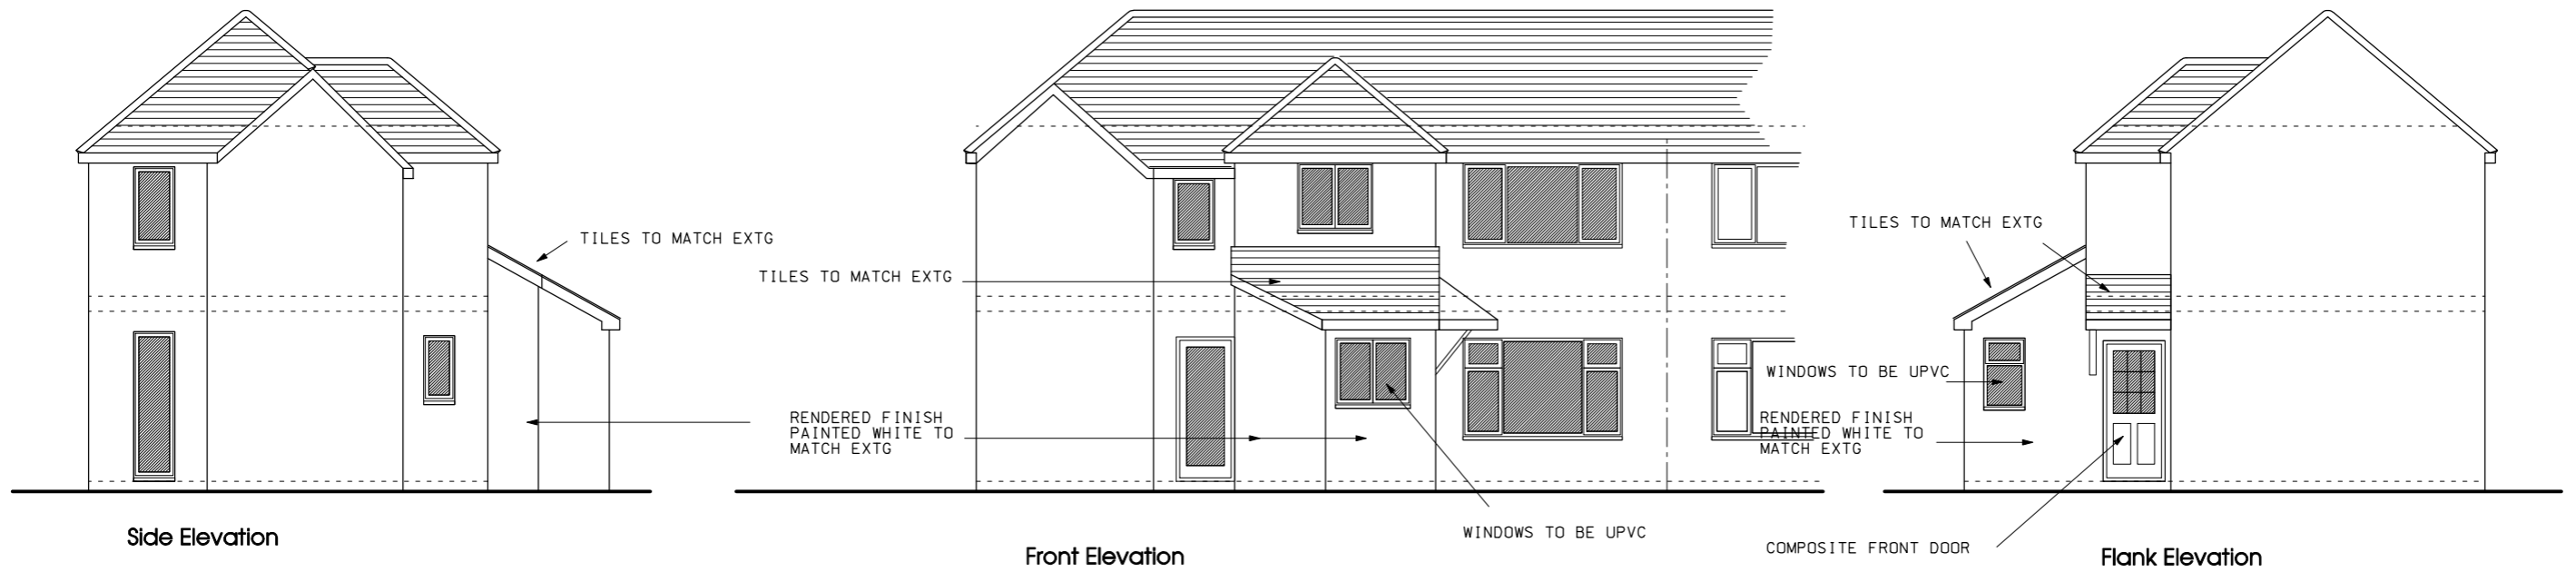 TILES TO MATCH EXTG
Side Elevation
TILES TO MATCH EXTG
RENDERED FINISH
PAINTED WHITE TO
MATCH EXTG
WINDOWS TO BE UPVC
Front Elevation
TILES TO MATCH EXTG
WINDOWS TO BE UPVC
RENDERED FINISH
PAINTED WHITE TO
MATCH EXTG
COMPOSITE FRONT DOOR
Flank Elevation